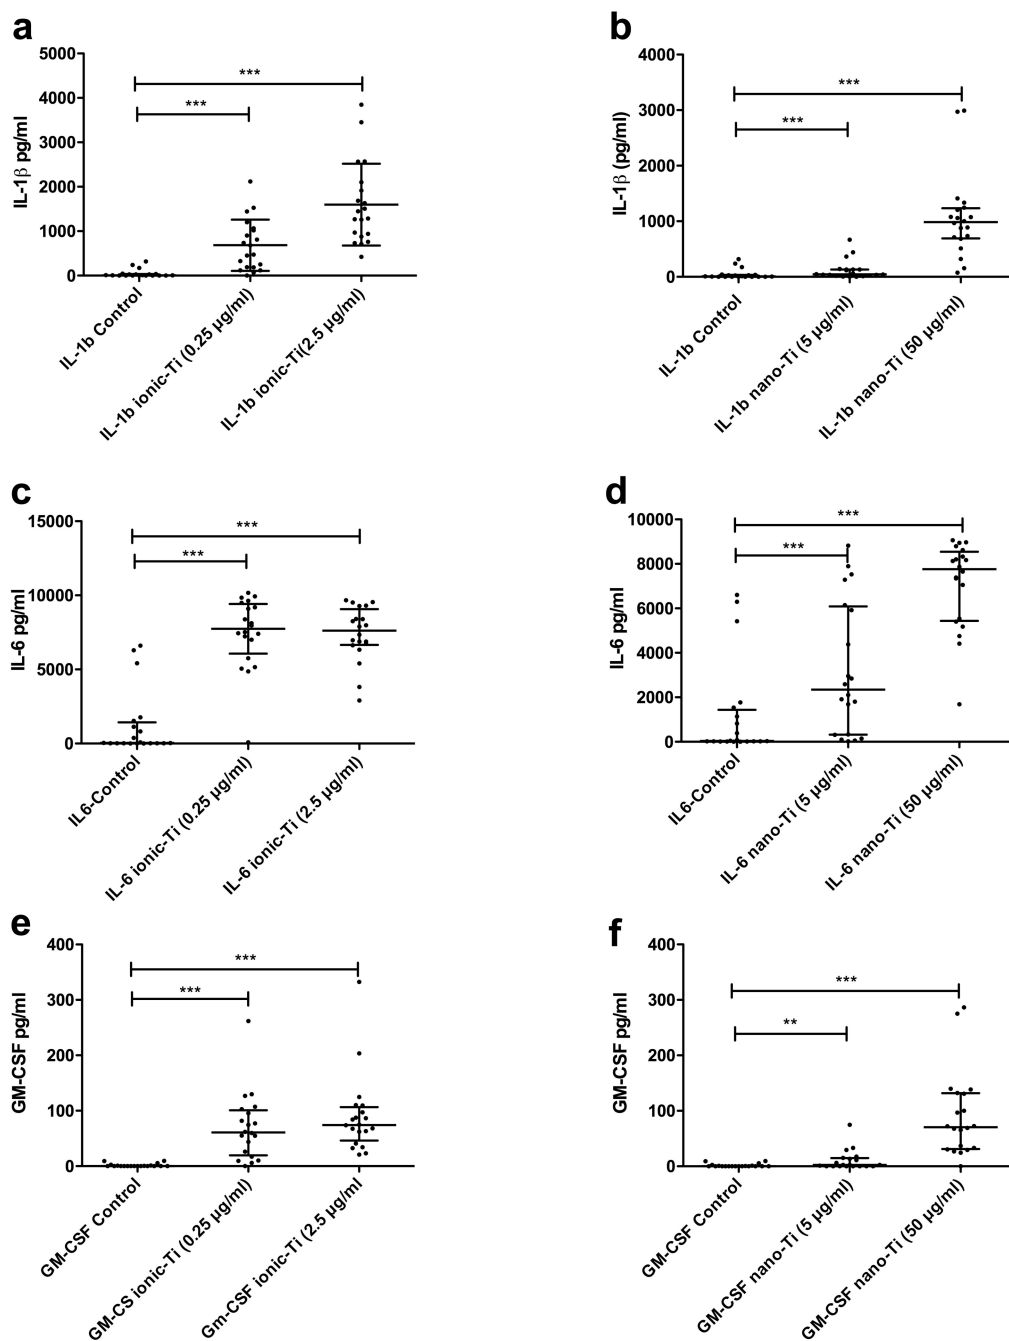 a
5000
4000
3000
2000
1000
0
IL-1β pg/ml
***
***
IL-1b Control
IL-1b ionic-Ti (0.25 µg/ml)
IL-1b ionic-Ti(2.5 µg/ml)
b
4000
3000
2000
1000
0
IL-1β (pg/ml)
***
***
IL-1b Control
IL-1b nano-Ti (5 µg/ml)
IL-1b nano-Ti (50 µg/ml)
c
15000
10000
5000
0
IL-6 pg/ml
***
***
IL6-Control
IL-6 ionic-Ti (0.25 µg/ml)
IL-6 ionic-Ti (2.5 µg/ml)
d
10000
8000
6000
4000
2000
0
IL-6 pg/ml
***
***
IL6-Control
IL-6 nano-Ti (5 µg/ml)
IL-6 nano-Ti (50 µg/ml)
e
400
300
200
100
0
GM-CSF pg/ml
***
***
GM-CSF Control
GM-CS ionic-Ti (0.25 µg/ml)
Gm-CSF ionic-Ti (2.5 µg/ml
f
400
300
200
100
0
GM-CSF pg/ml
***
**
GM-CSF Control
GM-CSF nano-Ti (5 µg/ml)
GM-CSF nano-Ti (50 µg/ml)